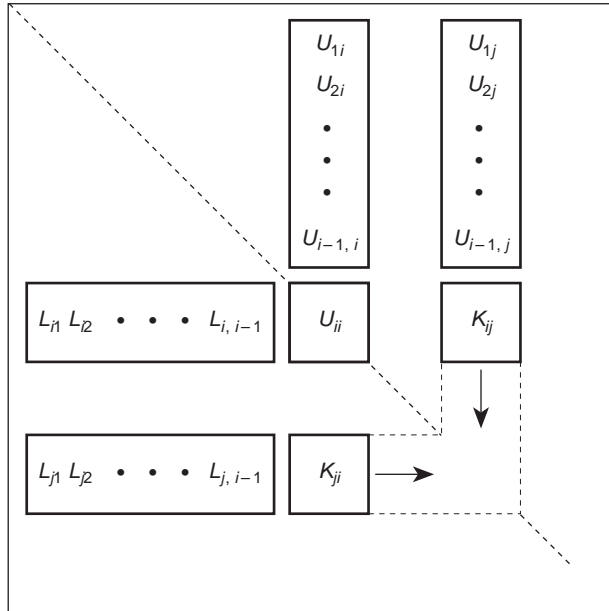 U1i U1j
U2i U2j
• •
• •
• •
Ui–1, i Ui–1, j
Li1 Li2 • • • Li, i–1 Uii Kij
Lj1 Lj2 • • • Lj, i–1 Kji